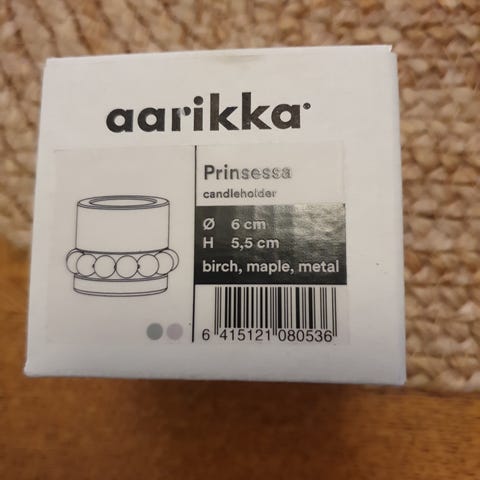 aarikka
Prinsessa
candleholder
Ø 6 cm
H 5,5 cm
birch, maple, metal
6 415121 080536